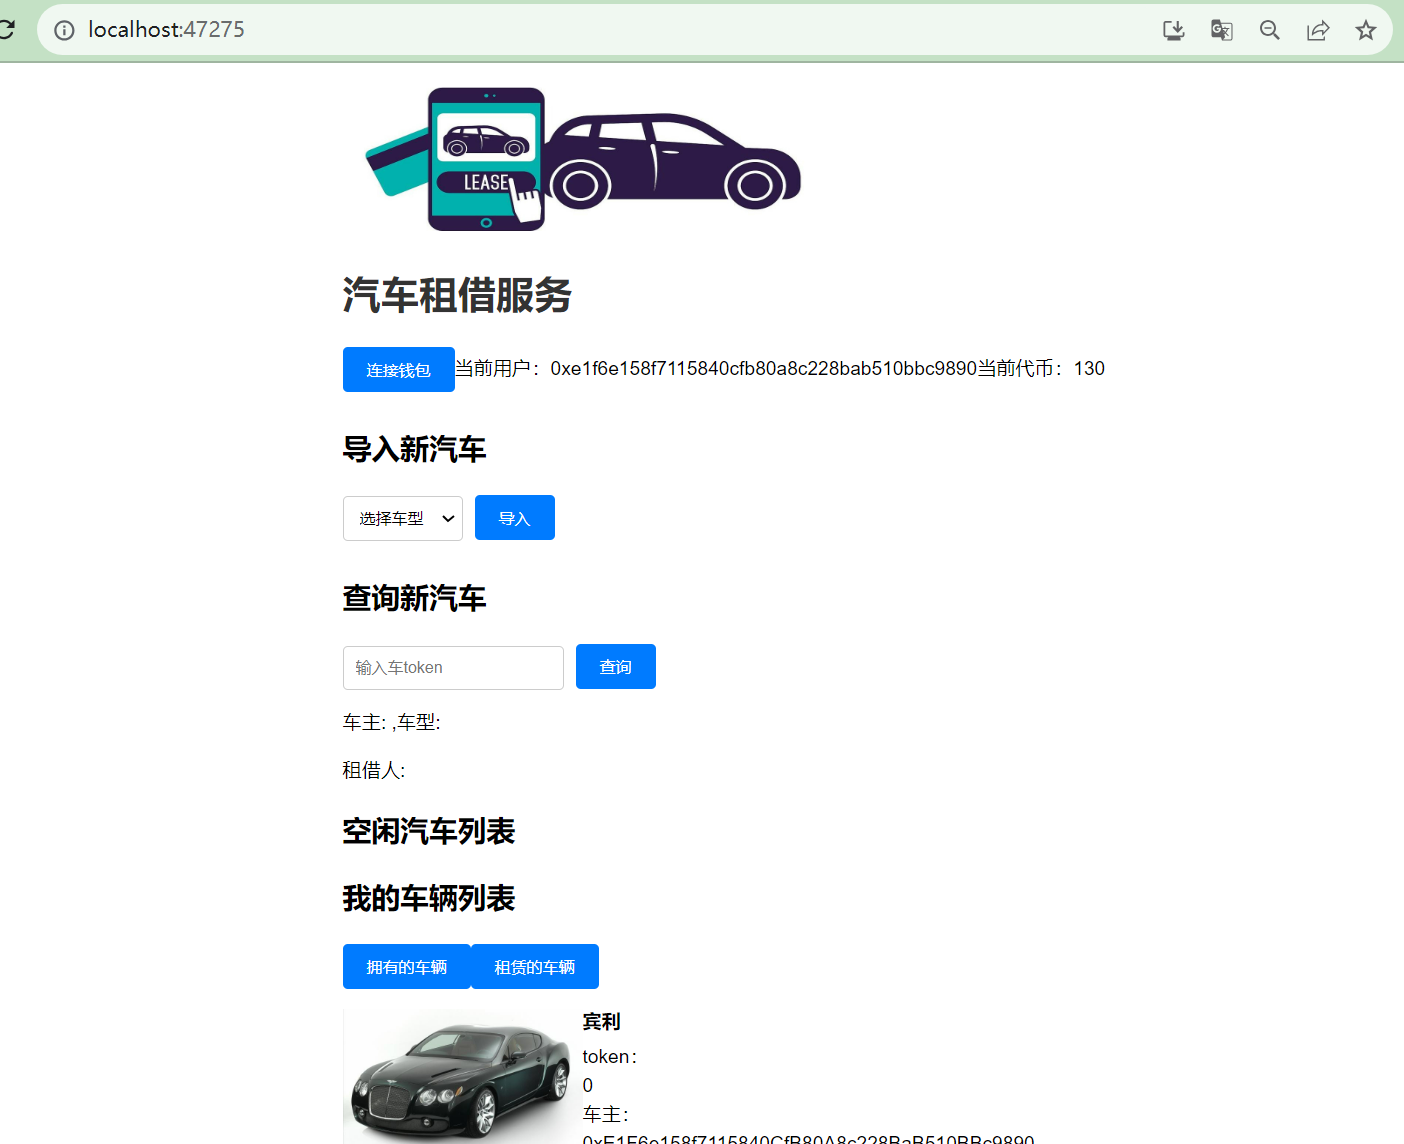 localhost:47275
LEASE
汽车租借服务
连接钱包当前用户：0xe1f6e158f7115840cfb80a8c228bab510bbc9890当前代币：130
导入新汽车
选择车型 导入
查询新汽车
输入车token 查询
车主: ,车型:
租借人:
空闲汽车列表
我的车辆列表
拥有的车辆 租赁的车辆
宾利
token：
0
车主：
0xE1F6e158f7115840CfB80A8c228BaB510BBc9890